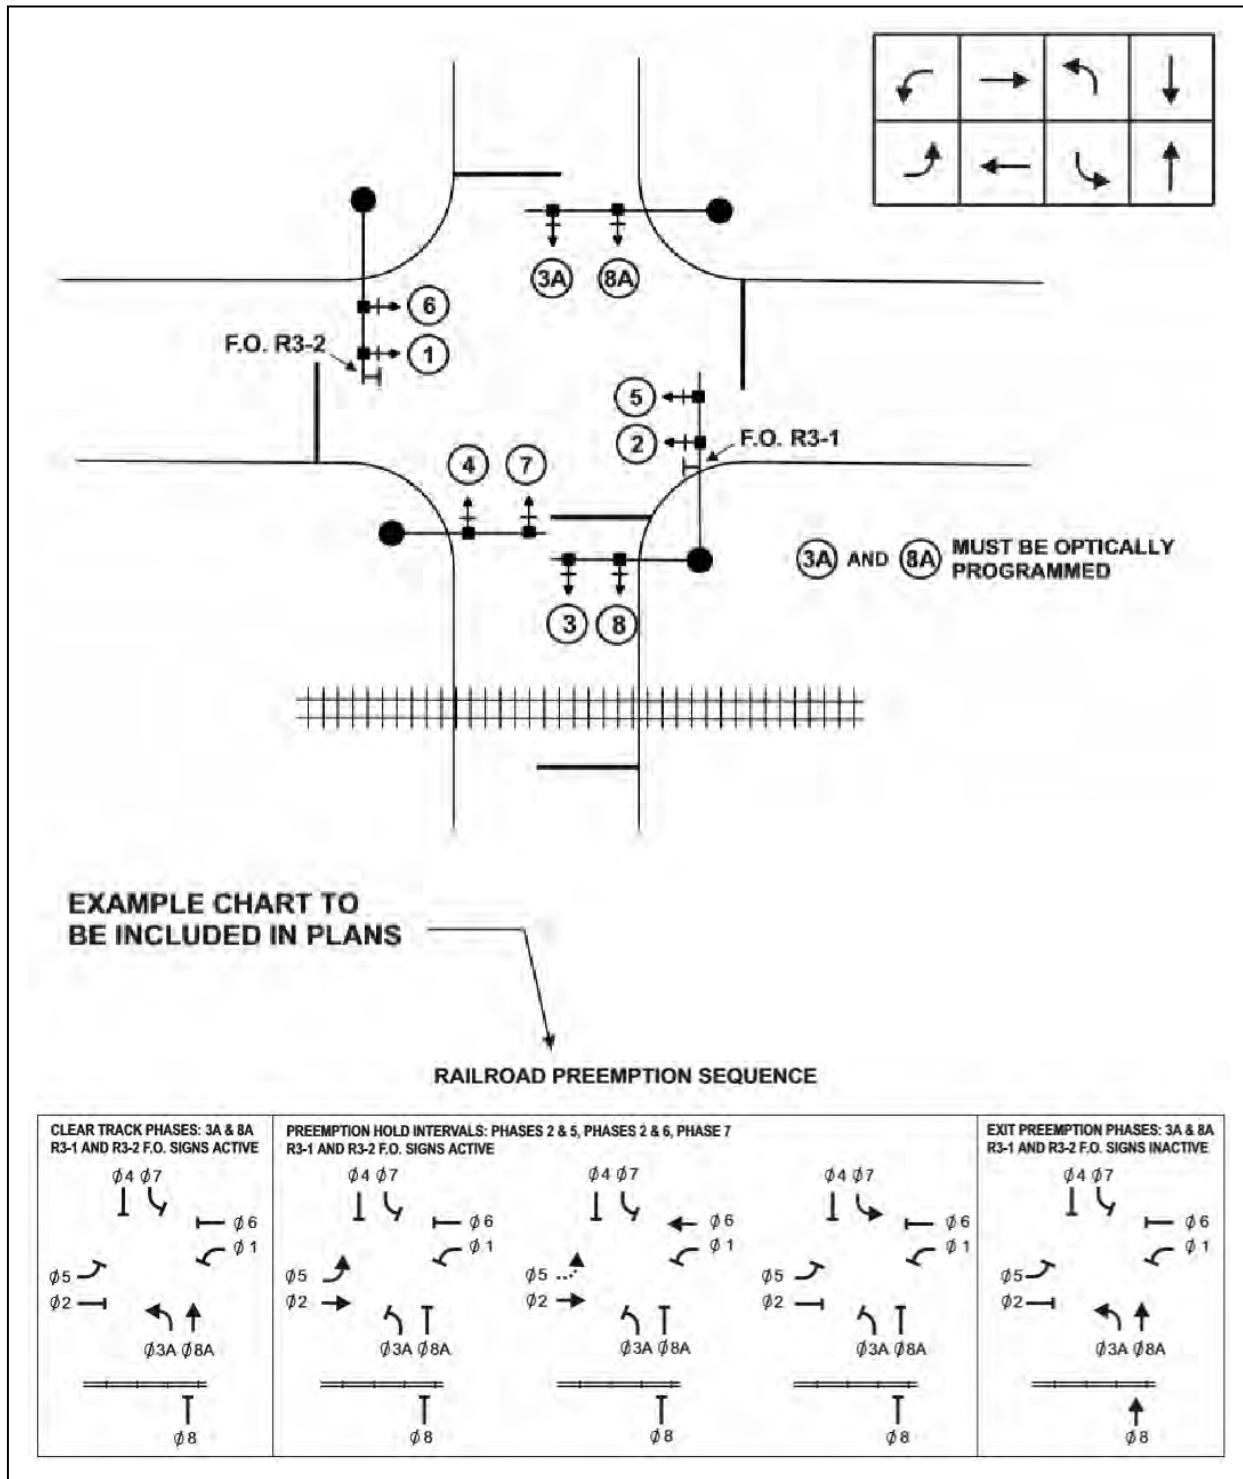 3A 8A
6
F.O. R3-2
1
5
2 F.O. R3-1
4 7
3A AND 8A MUST BE OPTICALLY
PROGRAMMED
3 8
EXAMPLE CHART TO
BE INCLUDED IN PLANS
RAILROAD PREEMPTION SEQUENCE
CLEAR TRACK PHASES: 3A & 8A
R3-1 AND R3-2 F.O. SIGNS ACTIVE
Ø4 Ø7
Ø6
Ø1
Ø5
Ø2
Ø3A Ø8A
Ø8
PREEMPTION HOLD INTERVALS: PHASES 2 & 5, PHASES 2 & 6, PHASE 7
R3-1 AND R3-2 F.O. SIGNS ACTIVE
Ø4 Ø7
Ø6
Ø1
Ø5
Ø2
Ø3A Ø8A
Ø8
Ø4 Ø7
Ø6
Ø1
Ø5
Ø2
Ø3A Ø8A
Ø8
Ø4 Ø7
Ø6
Ø1
Ø5
Ø2
Ø3A Ø8A
Ø8
EXIT PREEMPTION PHASES: 3A & 8A
R3-1 AND R3-2 F.O. SIGNS INACTIVE
Ø4 Ø7
Ø6
Ø1
Ø5
Ø2
Ø3A Ø8A
Ø8